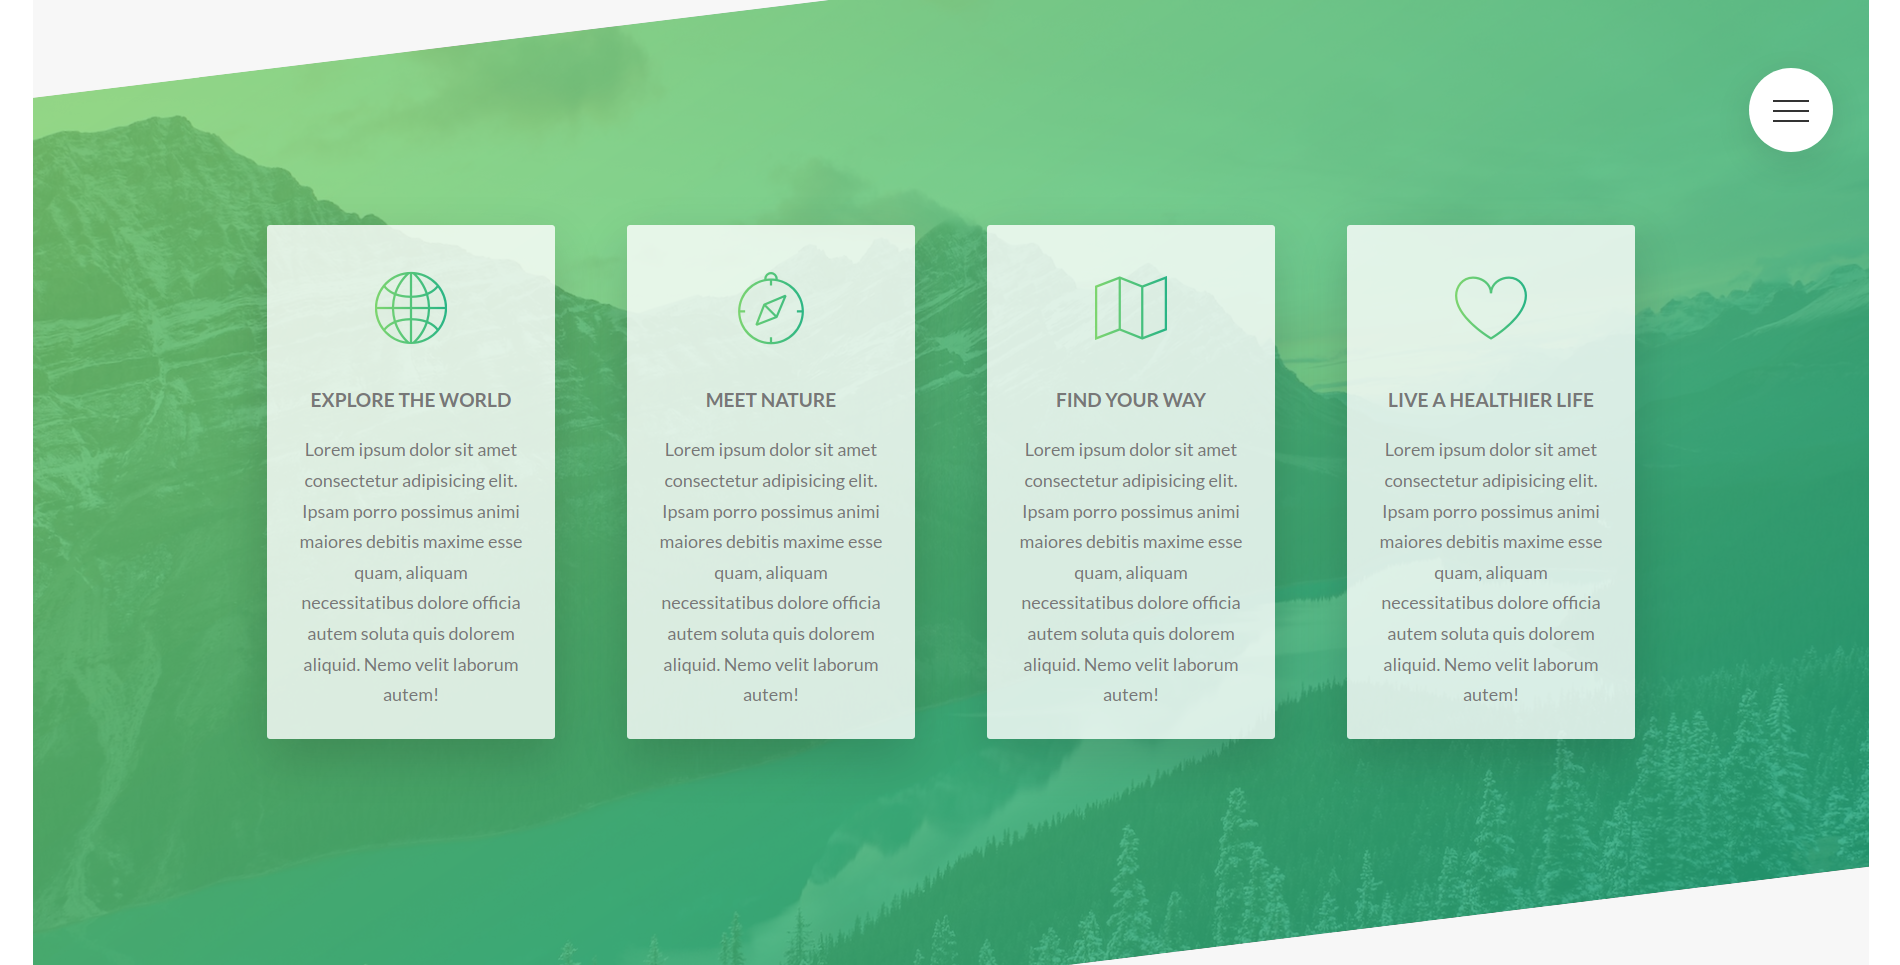 EXPLORE THE WORLD
Lorem ipsum dolor sit amet
consectetur adipisicing elit.
Ipsam porro possimus animi
maiores debitis maxime esse
quam, aliquam
necessitatibus dolore officia
autem soluta quis dolorem
aliquid. Nemo velit laborum
autem!
MEET NATURE
Lorem ipsum dolor sit amet
consectetur adipisicing elit.
Ipsam porro possimus animi
maiores debitis maxime esse
quam, aliquam
necessitatibus dolore officia
autem soluta quis dolorem
aliquid. Nemo velit laborum
autem!
FIND YOUR WAY
Lorem ipsum dolor sit amet
consectetur adipisicing elit.
Ipsam porro possimus animi
maiores debitis maxime esse
quam, aliquam
necessitatibus dolore officia
autem soluta quis dolorem
aliquid. Nemo velit laborum
autem!
LIVE A HEALTHIER LIFE
Lorem ipsum dolor sit amet
consectetur adipisicing elit.
Ipsam porro possimus animi
maiores debitis maxime esse
quam, aliquam
necessitatibus dolore officia
autem soluta quis dolorem
aliquid. Nemo velit laborum
autem!